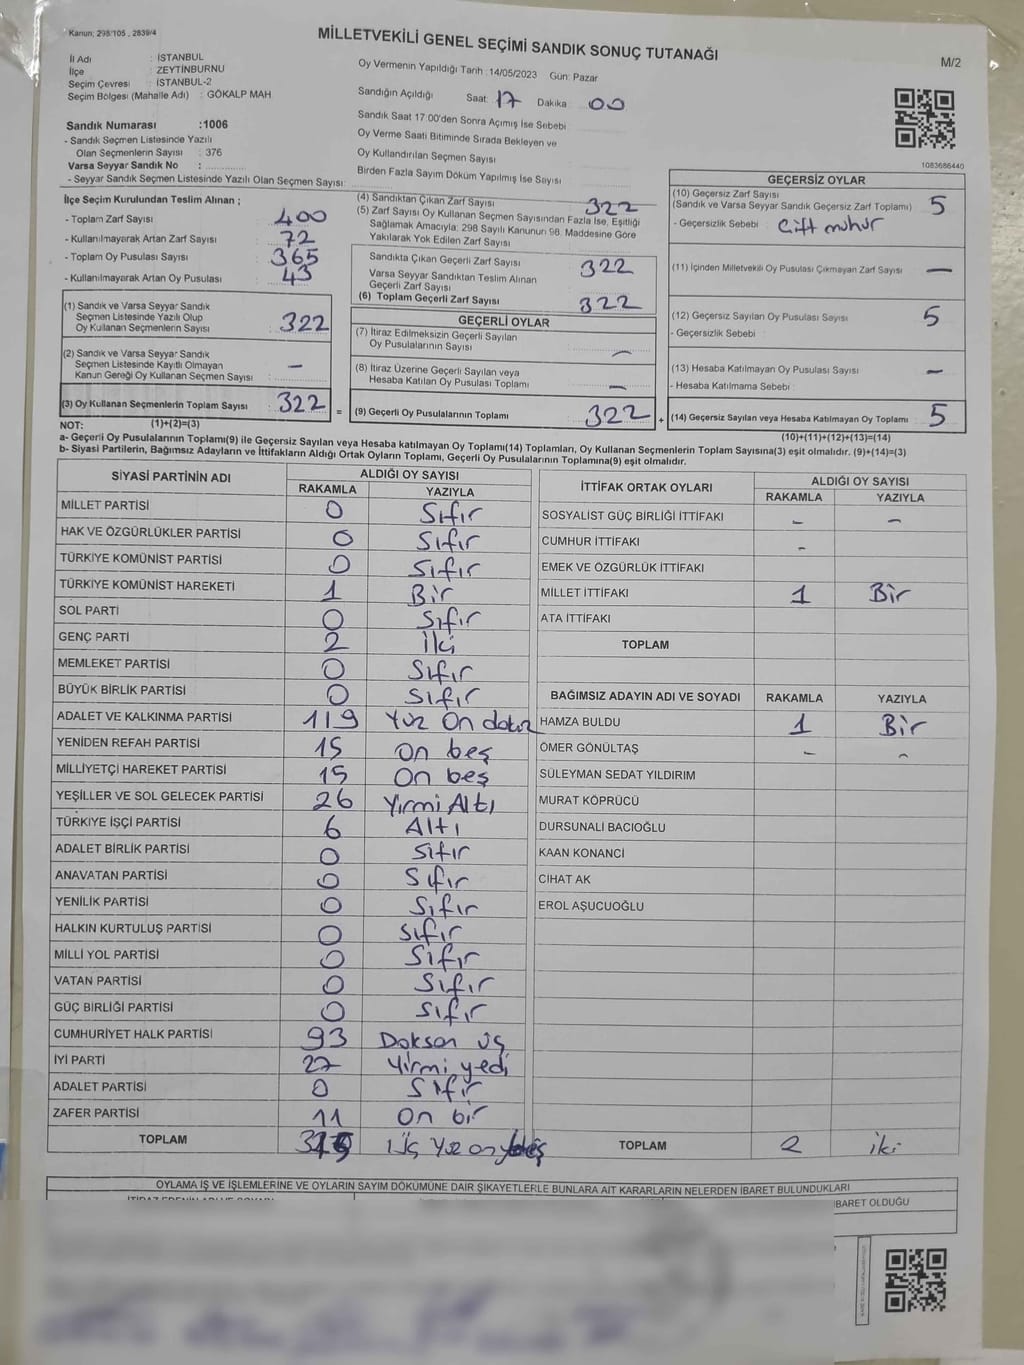 Kanun; 298/105 , 2839/4
MİLLETVEKİLİ GENEL SEÇİMİ SANDIK SONUÇ TUTANAĞI
M/2
İl Adı : İSTANBUL
İlçe : ZEYTİNBURNU
Seçim Çevresi : İSTANBUL-2
Seçim Bölgesi (Mahalle Adı) : GÖKALP MAH
Sandık Numarası :1006
- Sandık Seçmen Listesinde Yazılı
Olan Seçmenlerin Sayısı : 376
Varsa Seyyar Sandık No :
- Seyyar Sandık Seçmen Listesinde Yazılı Olan Seçmen Sayısı:
Oy Vermenin Yapıldığı Tarih :14/05/2023 Gün: Pazar
Sandığın Açıldığı Saat: 17 Dakika: 00
Sandık Saat 17:00'den Sonra Açılmış İse Sebebi
Oy Verme Saati Bitiminde Sırada Bekleyen ve
Oy Kullandırılan Seçmen Sayısı
Birden Fazla Sayım Döküm Yapılmış İse Sayısı
1083686440
İlçe Seçim Kurulundan Teslim Alınan ;
- Toplam Zarf Sayısı : 400
- Kullanılmayarak Artan Zarf Sayısı : 72
- Toplam Oy Pusulası Sayısı : 365
- Kullanılmayarak Artan Oy Pusulası : 43
(1) Sandık ve Varsa Seyyar Sandık
Seçmen Listesinde Yazılı Olup
Oy Kullanan Seçmenlerin Sayısı : 322
(2) Sandık ve Varsa Seyyar Sandık
Seçmen Listesinde Kayıtlı Olmayan
Kanun Gereği Oy Kullanan Seçmen Sayısı : –
(3) Oy Kullanan Seçmenlerin Toplam Sayısı : 322 =
(4) Sandıktan Çıkan Zarf Sayısı 322
(5) Zarf Sayısı Oy Kullanan Seçmen Sayısından Fazla İse, Eşitliği
Sağlamak Amacıyla; 298 Sayılı Kanunun 98. Maddesine Göre
Yakılarak Yok Edilen Zarf Sayısı
Sandıkta Çıkan Geçerli Zarf Sayısı 322
Varsa Seyyar Sandıktan Teslim Alınan
Geçerli Zarf Sayısı
(6) Toplam Geçerli Zarf Sayısı 322
GEÇERLİ OYLAR
(7) İtiraz Edilmeksizin Geçerli Sayılan
Oy Pusulalarının Sayısı –
(8) İtiraz Üzerine Geçerli Sayılan veya
Hesaba Katılan Oy Pusulası Toplamı –
(9) Geçerli Oy Pusulalarının Toplamı 322 +
GEÇERSİZ OYLAR
(10) Geçersiz Zarf Sayısı
(Sandık ve Varsa Seyyar Sandık Geçersiz Zarf Toplamı) 5
- Geçersizlik Sebebi : Çift mühür
(11) İçinden Milletvekili Oy Pusulası Çıkmayan Zarf Sayısı –
(12) Geçersiz Sayılan Oy Pusulası Sayısı 5
- Geçersizlik Sebebi :
(13) Hesaba Katılmayan Oy Pusulası Sayısı –
- Hesaba Katılmama Sebebi :
(14) Geçersiz Sayılan veya Hesaba Katılmayan Oy Toplamı 5
NOT: (1)+(2)=(3)
(10)+(11)+(12)+(13)=(14)
a- Geçerli Oy Pusulalarının Toplamı(9) ile Geçersiz Sayılan veya Hesaba katılmayan Oy Toplamı(14) Toplamları, Oy Kullanan Seçmenlerin Toplam Sayısına(3) eşit olmalıdır. (9)+(14)=(3)
b- Siyasi Partilerin, Bağımsız Adayların ve İttifakların Aldığı Ortak Oyların Toplamı, Geçerli Oy Pusulalarının Toplamına(9) eşit olmalıdır.
SİYASİ PARTİNİN ADI ALDIĞI OY SAYISI
RAKAMLA YAZIYLA
MİLLET PARTİSİ 0 Sıfır
HAK VE ÖZGÜRLÜKLER PARTİSİ 0 Sıfır
TÜRKİYE KOMÜNİST PARTİSİ 0 Sıfır
TÜRKİYE KOMÜNİST HAREKETİ 1 Bir
SOL PARTİ 0 Sıfır
GENÇ PARTİ 2 İki
MEMLEKET PARTİSİ 0 Sıfır
BÜYÜK BİRLİK PARTİSİ 0 Sıfır
ADALET VE KALKINMA PARTİSİ 119 Yüz On dokuz
YENİDEN REFAH PARTİSİ 15 On beş
MİLLİYETÇİ HAREKET PARTİSİ 15 On beş
YEŞİLLER VE SOL GELECEK PARTİSİ 26 Yirmi Altı
TÜRKİYE İŞÇİ PARTİSİ 6 Altı
ADALET BİRLİK PARTİSİ 0 Sıfır
ANAVATAN PARTİSİ 0 Sıfır
YENİLİK PARTİSİ 0 Sıfır
HALKIN KURTULUŞ PARTİSİ 0 Sıfır
MİLLİ YOL PARTİSİ 0 Sıfır
VATAN PARTİSİ 0 Sıfır
GÜÇ BİRLİĞİ PARTİSİ 0 Sıfır
CUMHURİYET HALK PARTİSİ 93 Doksan üç
İYİ PARTİ 27 Yirmi yedi
ADALET PARTİSİ 0 Sıfır
ZAFER PARTİSİ 11 On bir
TOPLAM 315 Üç Yüz on beş
İTTİFAK ORTAK OYLARI ALDIĞI OY SAYISI
RAKAMLA YAZIYLA
SOSYALİST GÜÇ BİRLİĞİ İTTİFAKI – –
CUMHUR İTTİFAKI –
EMEK VE ÖZGÜRLÜK İTTİFAKI
MİLLET İTTİFAKI 1 Bir
ATA İTTİFAKI
TOPLAM
BAĞIMSIZ ADAYIN ADI VE SOYADI RAKAMLA YAZIYLA
HAMZA BULDU 1 Bir
ÖMER GÖNÜLTAŞ – –
SÜLEYMAN SEDAT YILDIRIM
MURAT KÖPRÜCÜ
DURSUNALİ BACIOĞLU
KAAN KONANCİ
CİHAT AK
EROL AŞUCUOĞLU
TOPLAM 2 iki
OYLAMA İŞ VE İŞLEMLERİNE VE OYLARIN SAYIM DÖKÜMÜNE DAİR ŞİKAYETLERLE BUNLARA AİT KARARLARIN NELERDEN İBARET BULUNDUKLARI
İBARET OLDUĞU